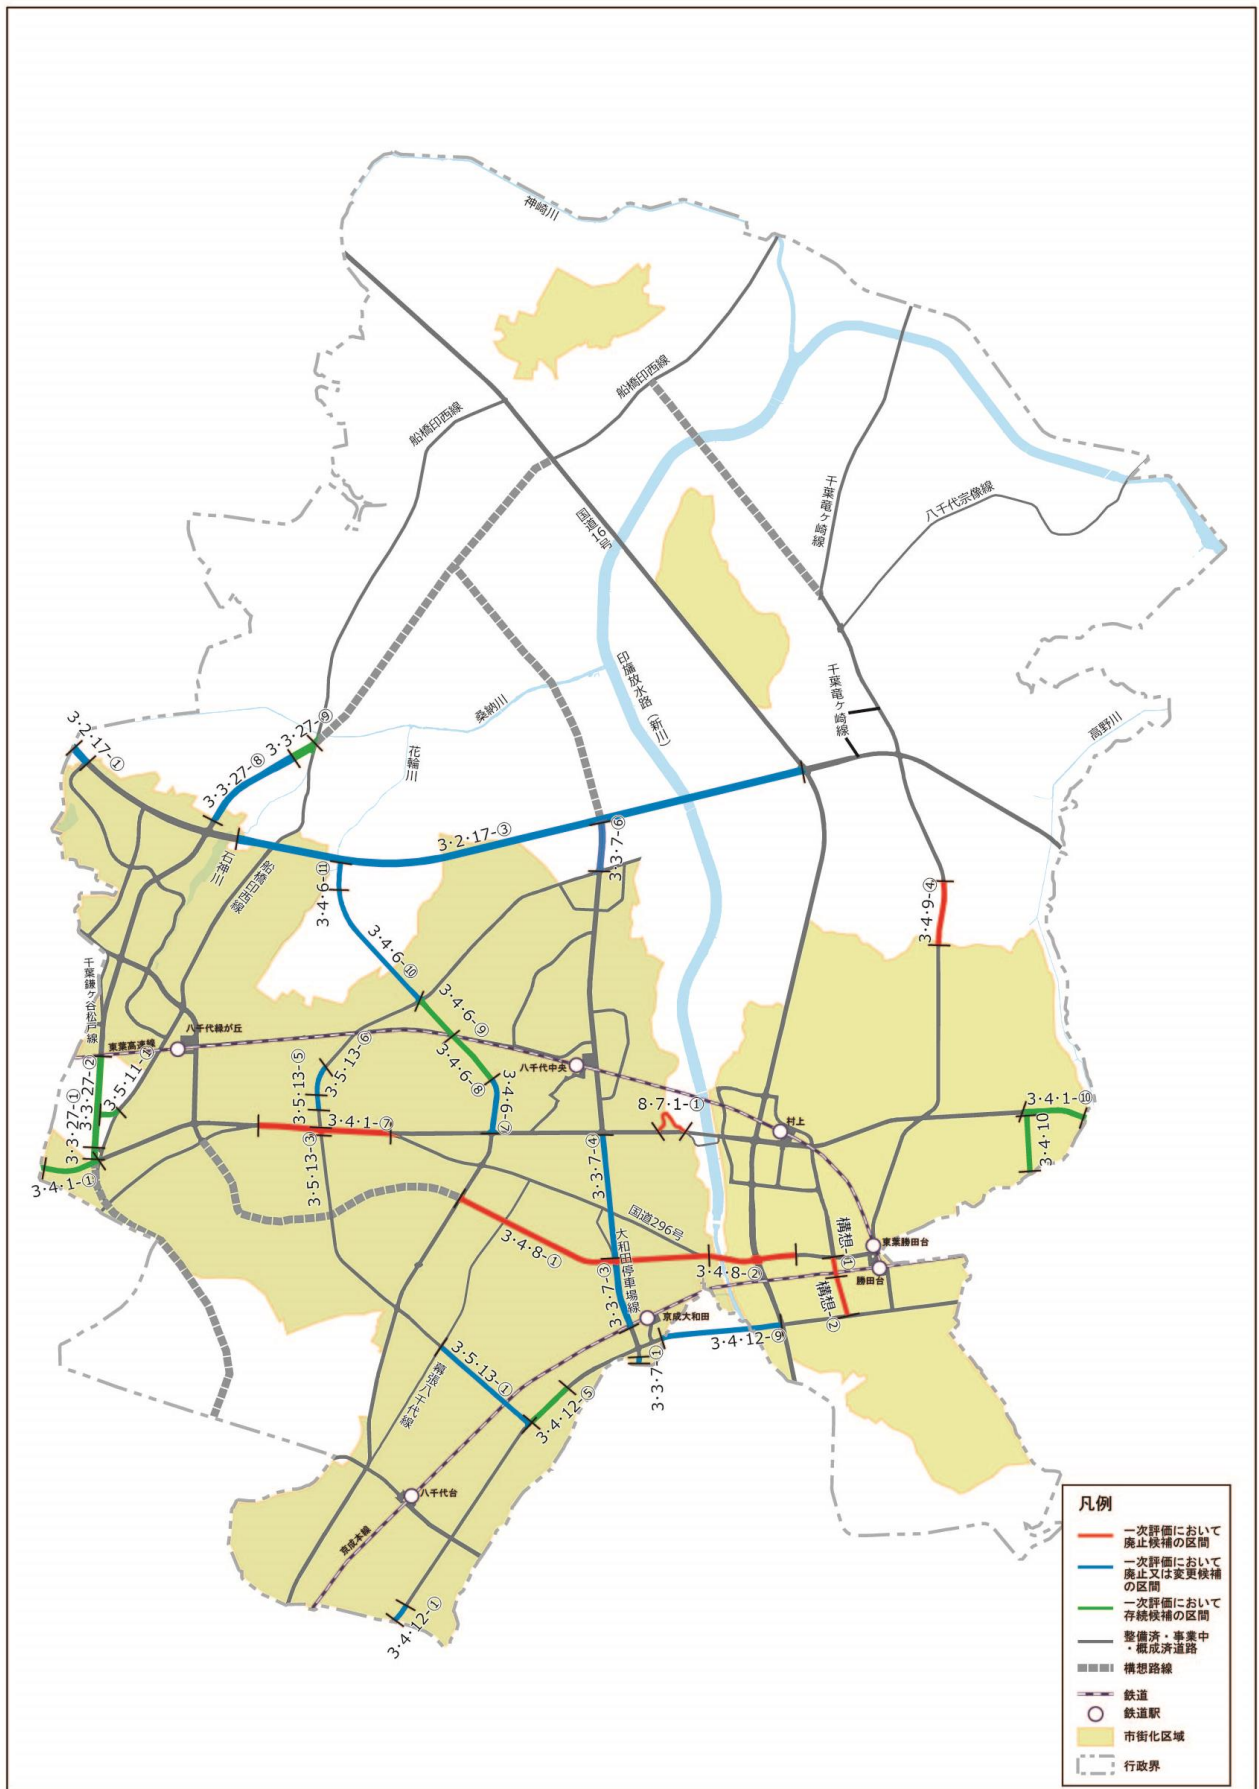 神崎川
船橋印西線
船橋印西線
国道16号
千葉竜ヶ崎線
八千代宗像線
印旛放水路(新川)
千葉竜ヶ崎線
高野川
桑納川
花輪川
3・2・17-①
3・3・27-⑧
3・3・27-⑨
3・2・17-③
3・3・7-⑥
石神川
船橋印西線
3・4・6-⑪
3・4・9-④
3・4・6-⑩
千葉鎌ヶ谷松戸線
3・4・6-⑨
八千代緑が丘
東葉高速線
3・5・13-⑥
3・5・13-⑤
八千代中央
3・4・6-⑧
3・3・27-②
3・3・27-①
3・4・6-⑦
8・7・1-①
3・4・1-⑩
3・4・1-⑦
村上
3・4・10
3・5・13-③
3・3・7-④
3・4・1-①
国道296号
構想-①
東葉勝田台
3・4・8-①
大和田停車場線
3・4・8-②
勝田台
3・3・7-③
構想-②
京成大和田
3・4・12-⑨
3・5・13-①
3・3・7-①
幕張八千代線
3・4・12-⑤
八千代台
京成本線
3・4・12-①
凡例
一次評価において
廃止候補の区間
一次評価において
廃止又は変更候補
の区間
一次評価において
存続候補の区間
整備済・事業中
・概成済道路
構想路線
鉄道
鉄道駅
市街化区域
行政界